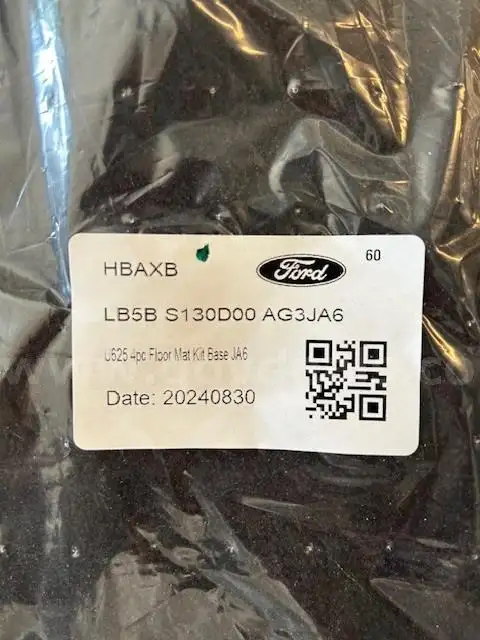 HBAXB
Ford
60
LB5B S130D00 AG3JA6
U625 4pc Floor Mat Kit Base JA6
Date: 20240830